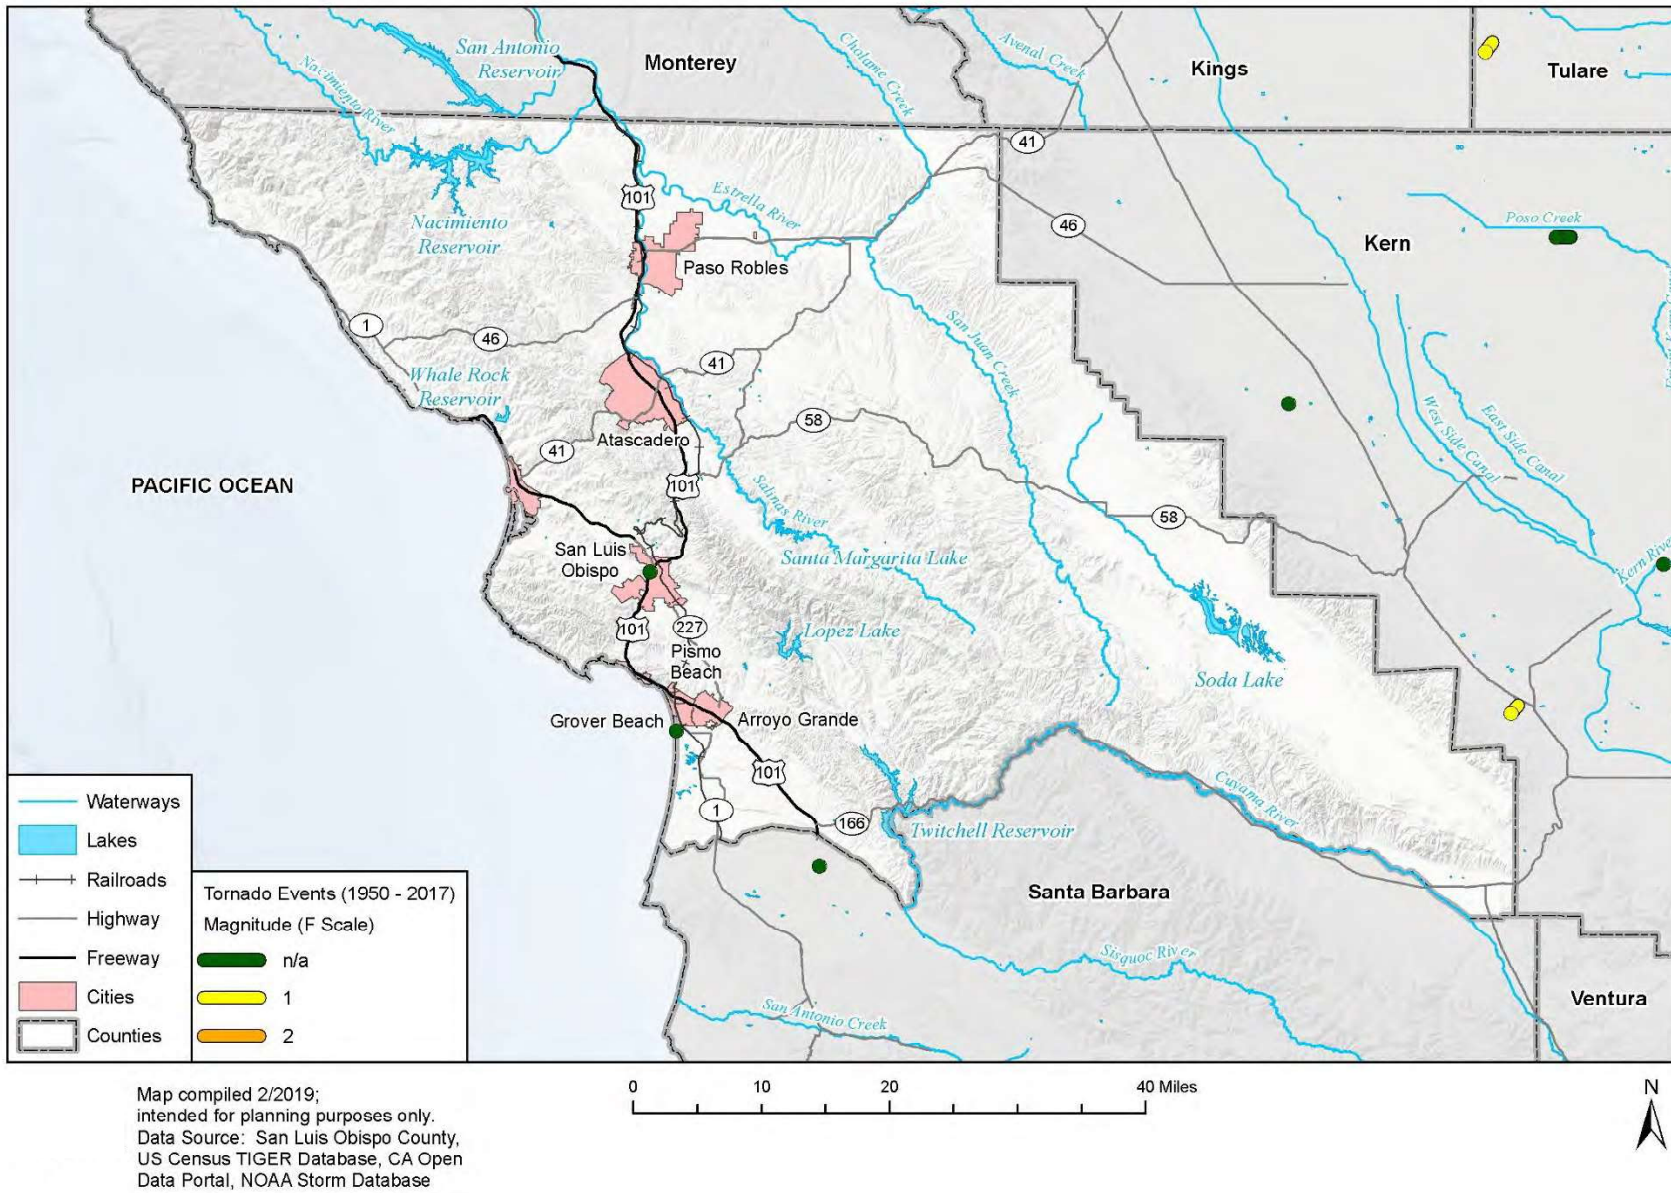 San Antonio
Reservoir
Monterey
Cholame
Creek
Avenal Creek
Kings
Tulare
Nacimiento River
41
101
Estrella
River
Nacimiento
Reservoir
46
Poso Creek
Kern
Paso Robles
1
46
San Juan Creek
41
Whale Rock
Reservoir
58
East Side
Canal
West Side
Canal
Atascadero
41
PACIFIC OCEAN
101
Salinas
River
58
San Luis
Obispo
Santa Margarita Lake
Kern River
101
227
Lopez Lake
Pismo
Beach
Soda Lake
Grover Beach
Arroyo Grande
101
Cuyama
River
1
166
Twitchell Reservoir
Santa Barbara
Sisquoc River
San Antonio Creek
Ventura
Waterways
Lakes
Railroads
Highway
Freeway
Cities
Counties
Tornado Events (1950 - 2017)
Magnitude (F Scale)
n/a
1
2
Map compiled 2/2019;
intended for planning purposes only.
Data Source: San Luis Obispo County,
US Census TIGER Database, CA Open
Data Portal, NOAA Storm Database
0 10 20 40 Miles
N